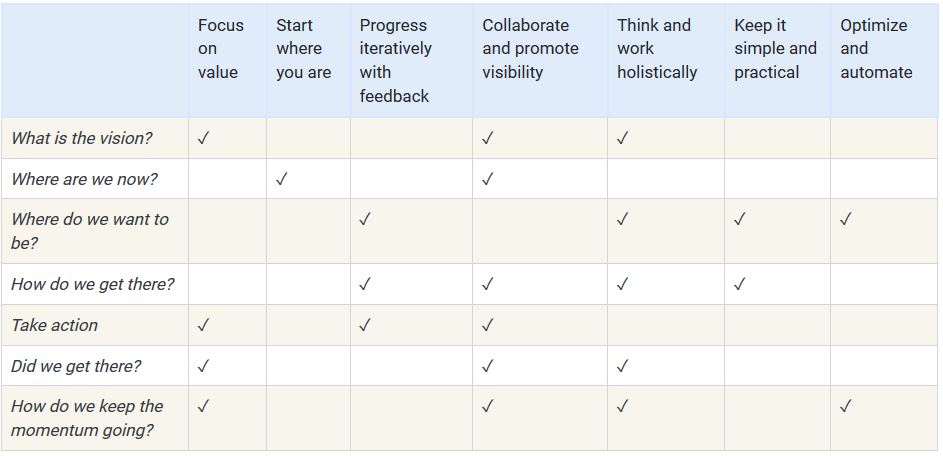 Focus on value	Start where you are	Progress iteratively with feedback	Collaborate and promote visibility	Think and work holistically	Keep it simple and practical	Optimize and automate
What is the vision?	✓			✓	✓		
Where are we now?		✓		✓			
Where do we want to be?			✓		✓	✓	✓
How do we get there?			✓	✓	✓	✓	
Take action	✓		✓	✓			
Did we get there?	✓			✓	✓		
How do we keep the momentum going?	✓			✓	✓		✓